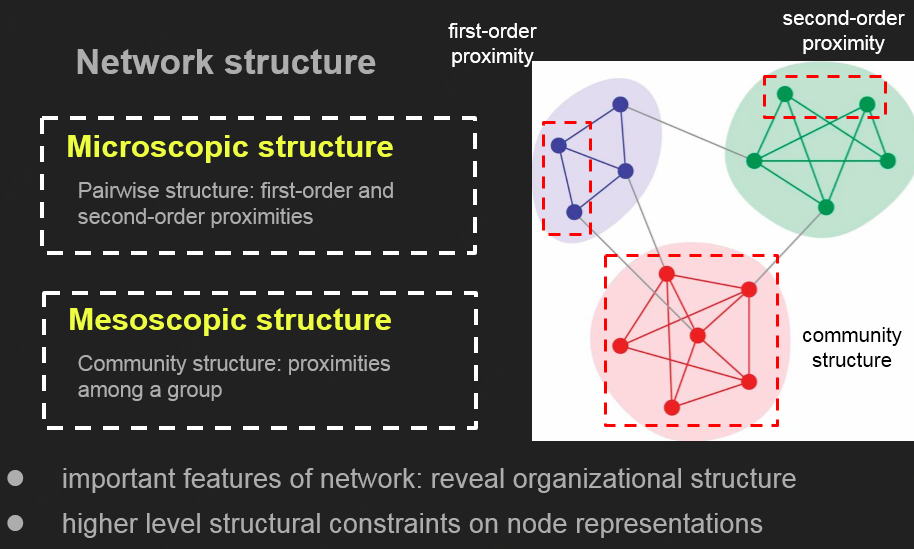 Network structure
Microscopic structure
Pairwise structure: first-order and
second-order proximities
Mesoscopic structure
Community structure: proximities
among a group
first-order
proximity
second-order
proximity
community
structure
● important features of network: reveal organizational structure
● higher level structural constraints on node representations